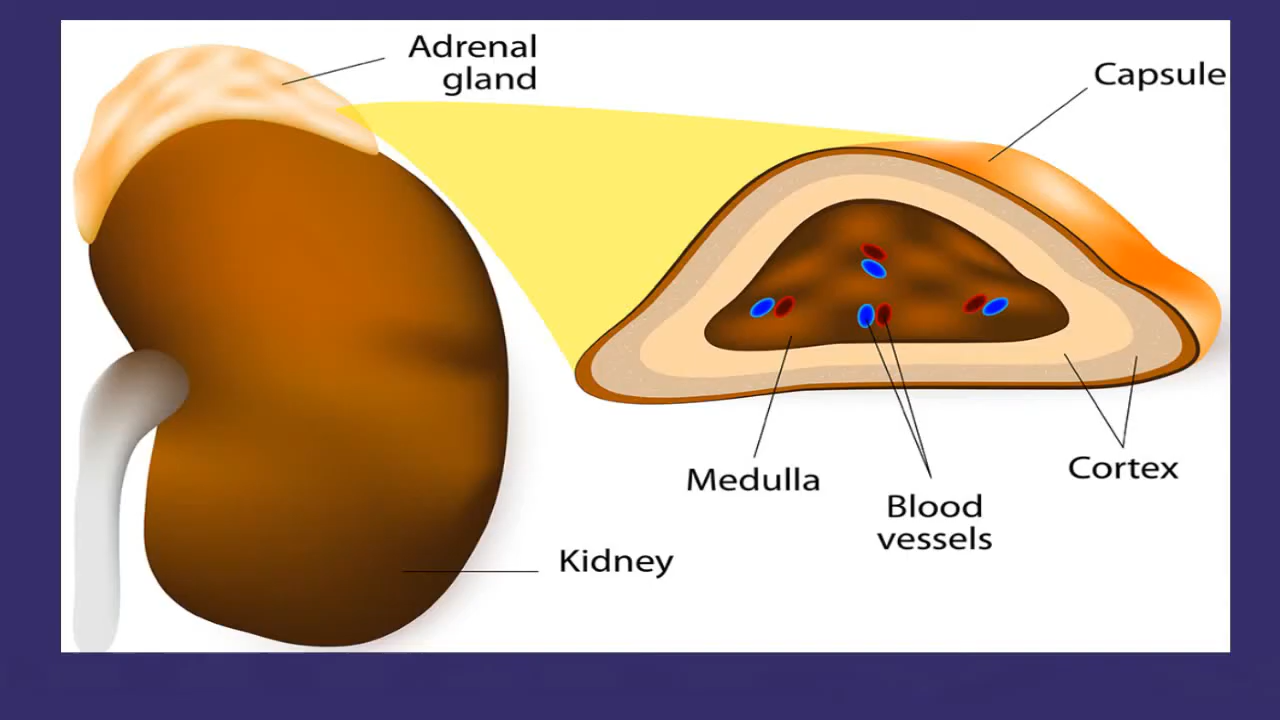 Adrenal
gland
Capsule
Medulla
Blood
vessels
Cortex
Kidney